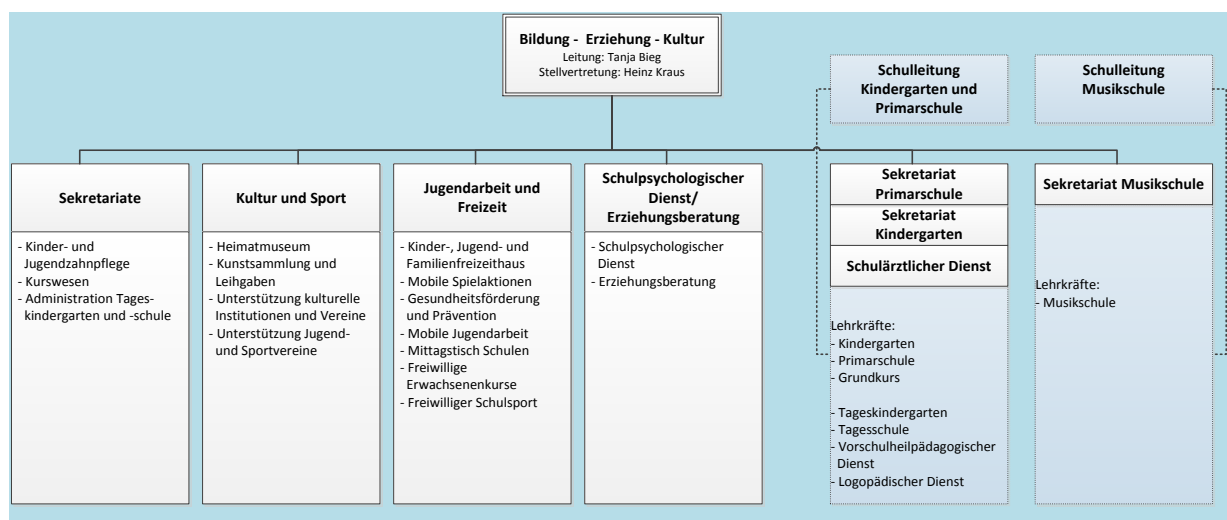 Bildung - Erziehung - Kultur
Leitung: Tanja Bieg
Stellvertretung: Heinz Kraus
Schulleitung
Kindergarten und
Primarschule
Schulleitung
Musikschule
Sekretariate
- Kinder- und
Jugendzahnpflege
- Kurswesen
- Administration Tages-
kindergarten und -schule
Kultur und Sport
- Heimatmuseum
- Kunstsammlung und
Leihgaben
- Unterstützung kulturelle
Institutionen und Vereine
- Unterstützung Jugend-
und Sportvereine
Jugendarbeit und
Freizeit
- Kinder-, Jugend- und
Familienfreizeithaus
- Mobile Spielaktionen
- Gesundheitsförderung
und Prävention
- Mobile Jugendarbeit
- Mittagstisch Schulen
- Freiwillige
Erwachsenenkurse
- Freiwilliger Schulsport
Schulpsychologischer
Dienst/
Erziehungsberatung
- Schulpsychologischer
Dienst
- Erziehungsberatung
Sekretariat
Primarschule
Sekretariat
Kindergarten
Schulärztlicher Dienst
Lehrkräfte:
- Kindergarten
- Primarschule
- Grundkurs
- Tageskindergarten
- Tagesschule
- Vorschulheilpädagogischer
Dienst
- Logopädischer Dienst
Sekretariat Musikschule
Lehrkräfte:
- Musikschule